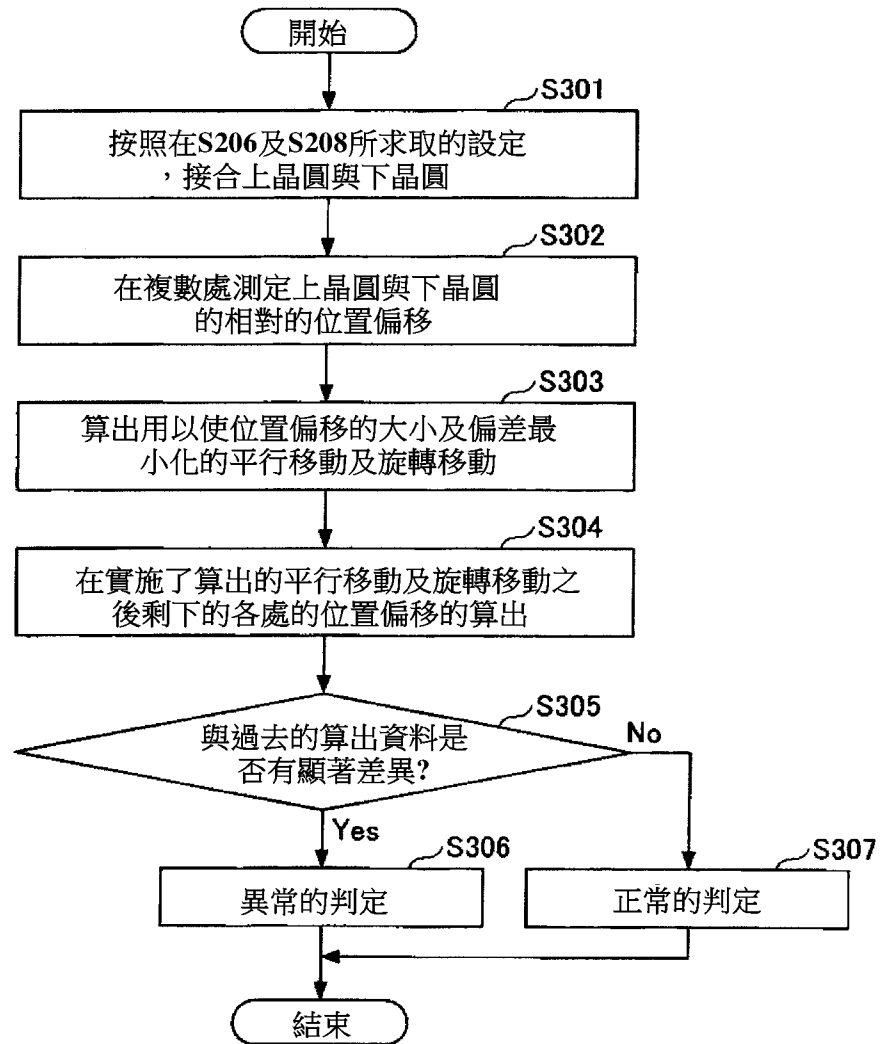 開始
S301
按照在S206及S208所求取的設定
，接合上晶圓與下晶圓
S302
在複數處測定上晶圓與下晶圓
的相對的位置偏移
S303
算出用以使位置偏移的大小及偏差最
小化的平行移動及旋轉移動
S304
在實施了算出的平行移動及旋轉移動之
後剩下的各處的位置偏移的算出
S305
與過去的算出資料是
否有顯著差異?
No
Yes
S306
異常的判定
S307
正常的判定
結束